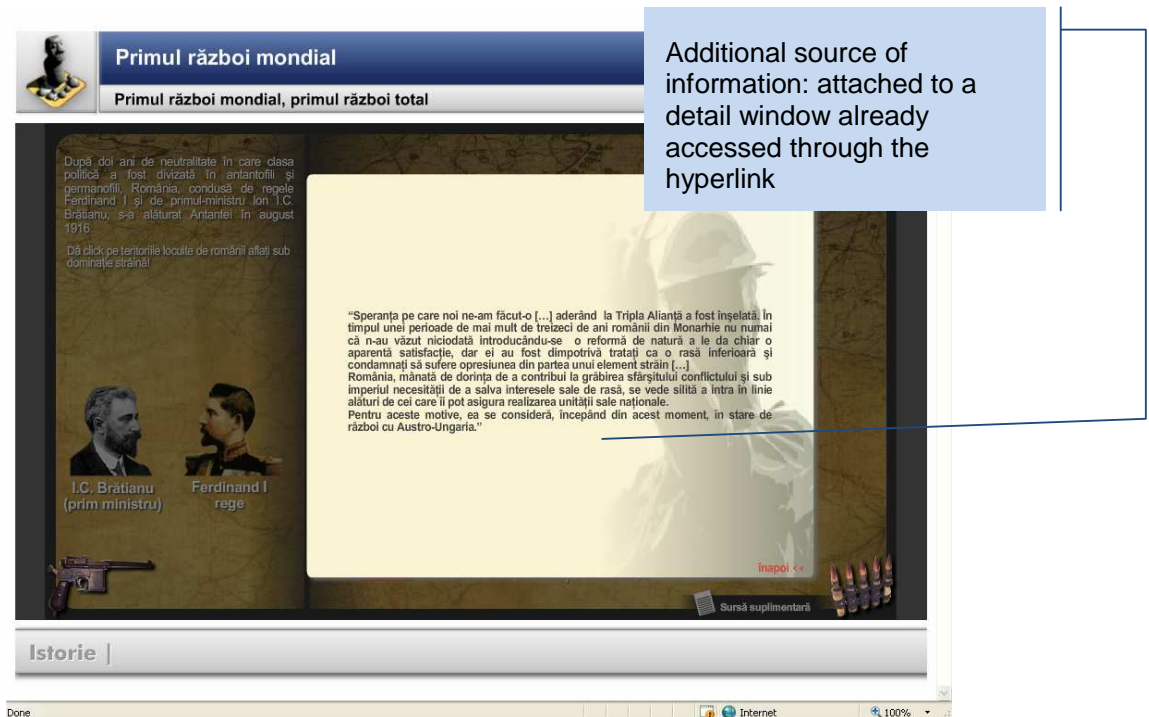 Primul război mondial
Primul război mondial, primul război total
Additional source of
information: attached to a
detail window already
accessed through the
hyperlink
După doi ani de neutralitate în care clasa
politică a fost divizată în antantofili și
germanofili, România, condusă de regele
Ferdinand I și de primul-ministru Ion I.C.
Brătianu, s-a alăturat Antantei în august
1916
Dă click pe teritoriile locuite de românii aflați sub
dominație străină!
“Speranța pe care noi ne-am făcut-o […] aderând la Tripla Alianță a fost înșelată. În
timpul unei perioade de mai mult de treizeci de ani românii din Monarhie nu numai
că n-au văzut niciodată introducându-se o reformă de natură a le da chiar o
aparentă satisfacție, dar ei au fost dimpotrivă tratați ca o rasă inferioară și
condamnați să sufere opresiunea din partea unui element străin […]
România, mânată de dorința de a contribui la grăbirea sfârșitului conflictului și sub
imperiul necesității de a salva interesele sale de rasă, se vede silită a intra în linie
alături de cei care îi pot asigura realizarea unității sale naționale.
Pentru aceste motive, ea se consideră, începând din acest moment, în stare de
război cu Austro-Ungaria.”
I.C. Brătianu
(prim ministru)
Ferdinand I
rege
înapoi <<
Sursă suplimentară
Istorie |
Done
Internet
100%